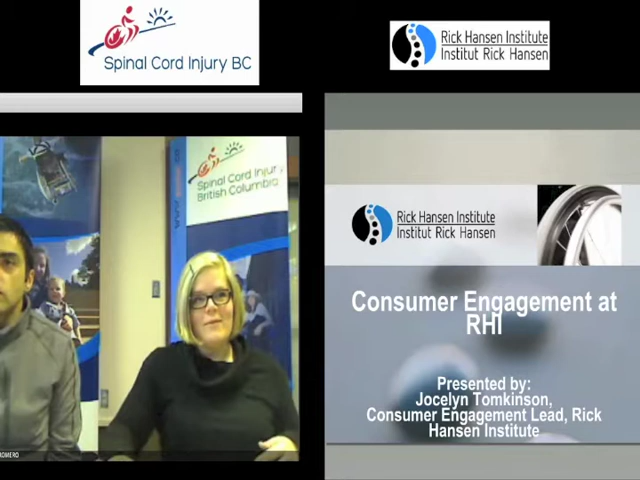 Spinal Cord Injury BC
Rick Hansen Institute
Institut Rick Hansen
Spinal Cord Injury
British Columbia
Rick Hansen Institute
Institut Rick Hansen
Consumer Engagement at
RHI
Presented by:
Jocelyn Tomkinson,
Consumer Engagement Lead, Rick
Hansen Institute